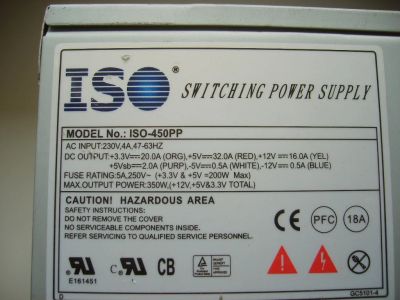 ISO ® SWITCHING POWER SUPPLY
MODEL No.: ISO-450PP
AC INPUT:230V,4A,47-63HZ
DC OUTPUT:+3.3V⎓20.0A (ORG),+5V⎓32.0A (RED),+12V⎓16.0A (YEL)
+5Vsb⎓2.0A (PURP),-5V⎓0.5A (WHITE),-12V⎓0.5A (BLUE)
FUSE RATING:5A,250V~ (+3.3 & +5V =200W Max)
MAX.OUTPUT POWER:350W,(+12V,+5V&3.3V TOTAL)
CAUTION! HAZARDOUS AREA
SAFETY INSTRUCTIONS:
DO NOT REMOVE THE COVER
NO SERVICEABLE COMPONENTS INSIDE.
REFER SERVICING TO QUALIFIED SERVICE PERSONNEL.
CE PFC 18A
E161451
CB
D GC5101-4